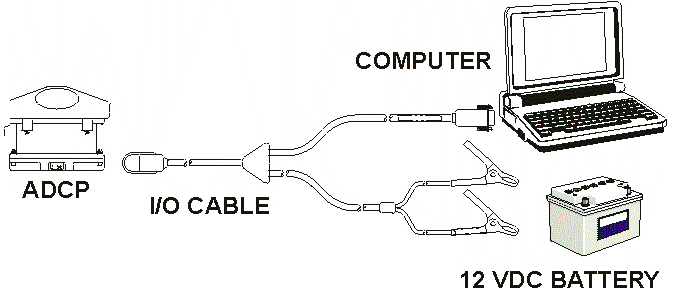 COMPUTER
ADCP
I/O CABLE
12 VDC BATTERY